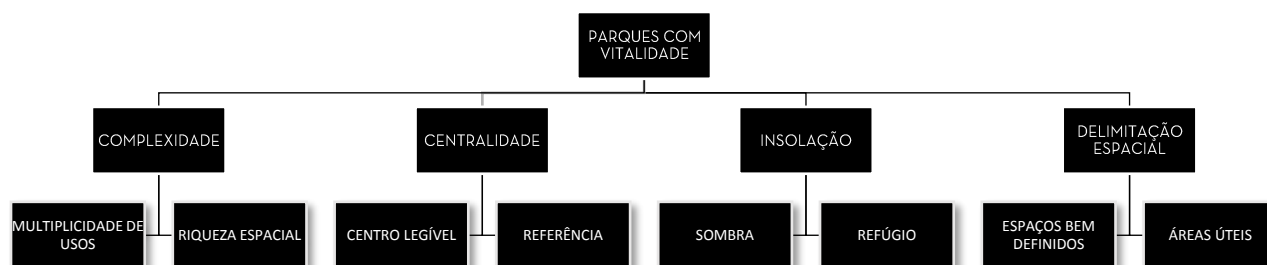 PARQUES COM
VITALIDADE
COMPLEXIDADE
CENTRALIDADE
INSOLAÇÃO
DELIMITAÇÃO
ESPACIAL
MULTIPLICIDADE DE
USOS
RIQUEZA ESPACIAL
CENTRO LEGÍVEL
REFERÊNCIA
SOMBRA
REFÚGIO
ESPAÇOS BEM
DEFINIDOS
ÁREAS ÚTEIS